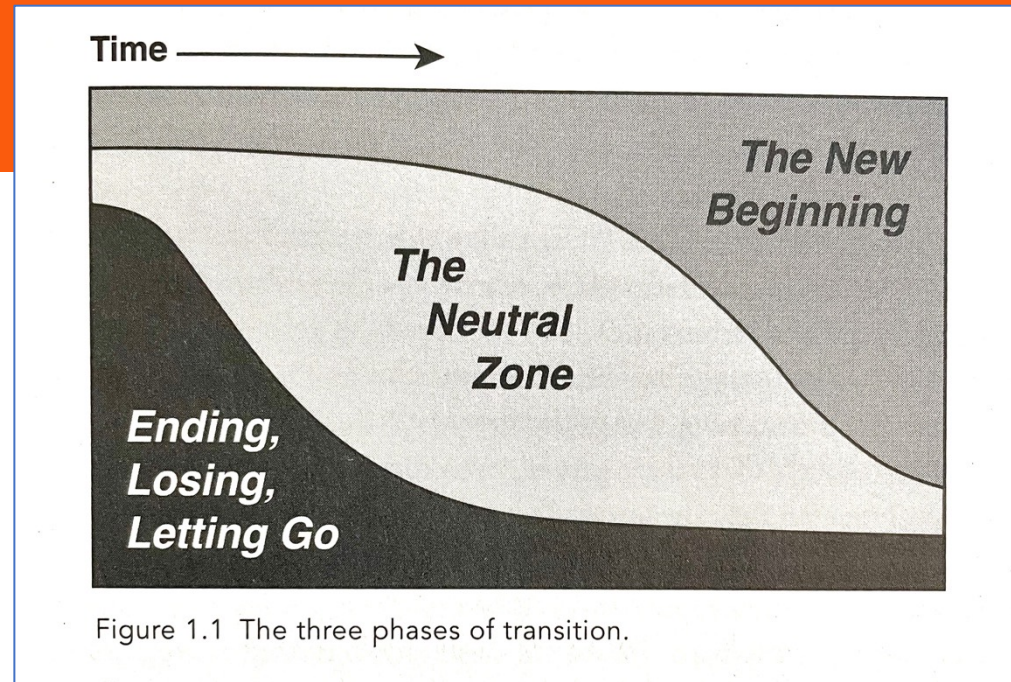 Time
The New
Beginning
The
Neutral
Zone
Ending,
Losing,
Letting Go
Figure 1.1 The three phases of transition.